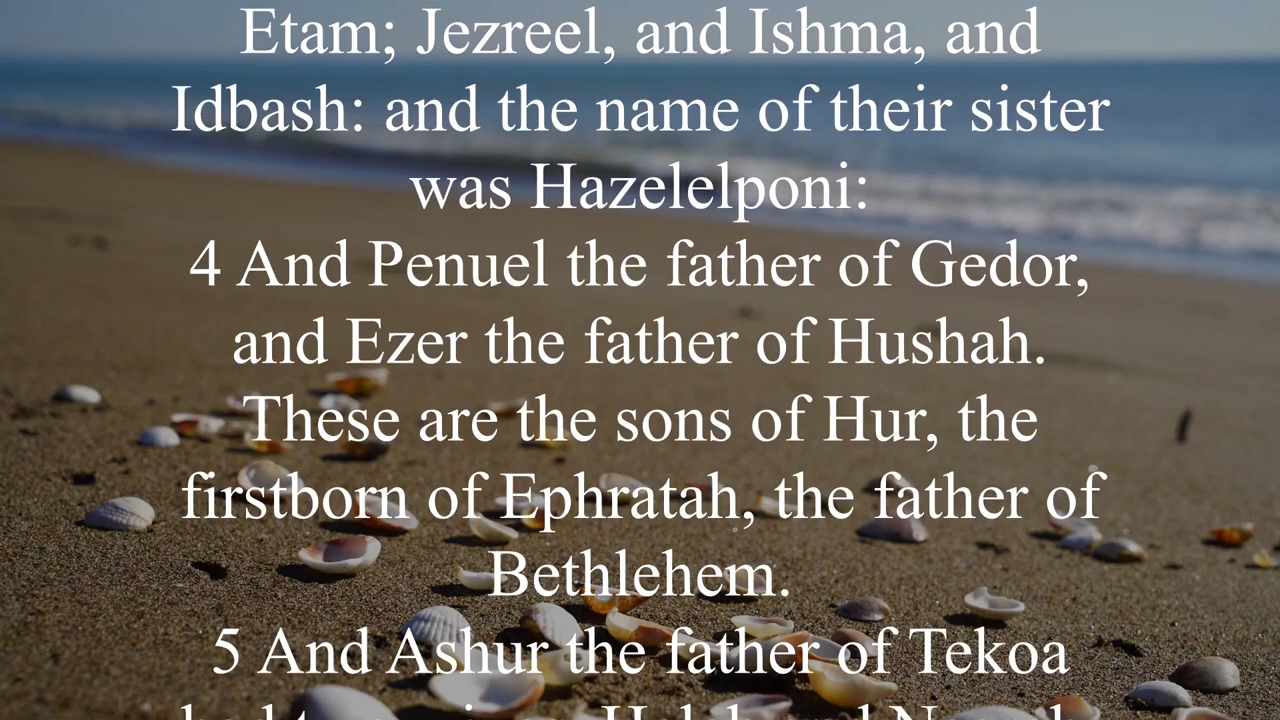 Etam; Jezreel, and Ishma, and
Idbash: and the name of their sister
was Hazelelponi:
4 And Penuel the father of Gedor,
and Ezer the father of Hushah.
These are the sons of Hur, the
firstborn of Ephratah, the father of
Bethlehem.
5 And Ashur the father of Tekoa